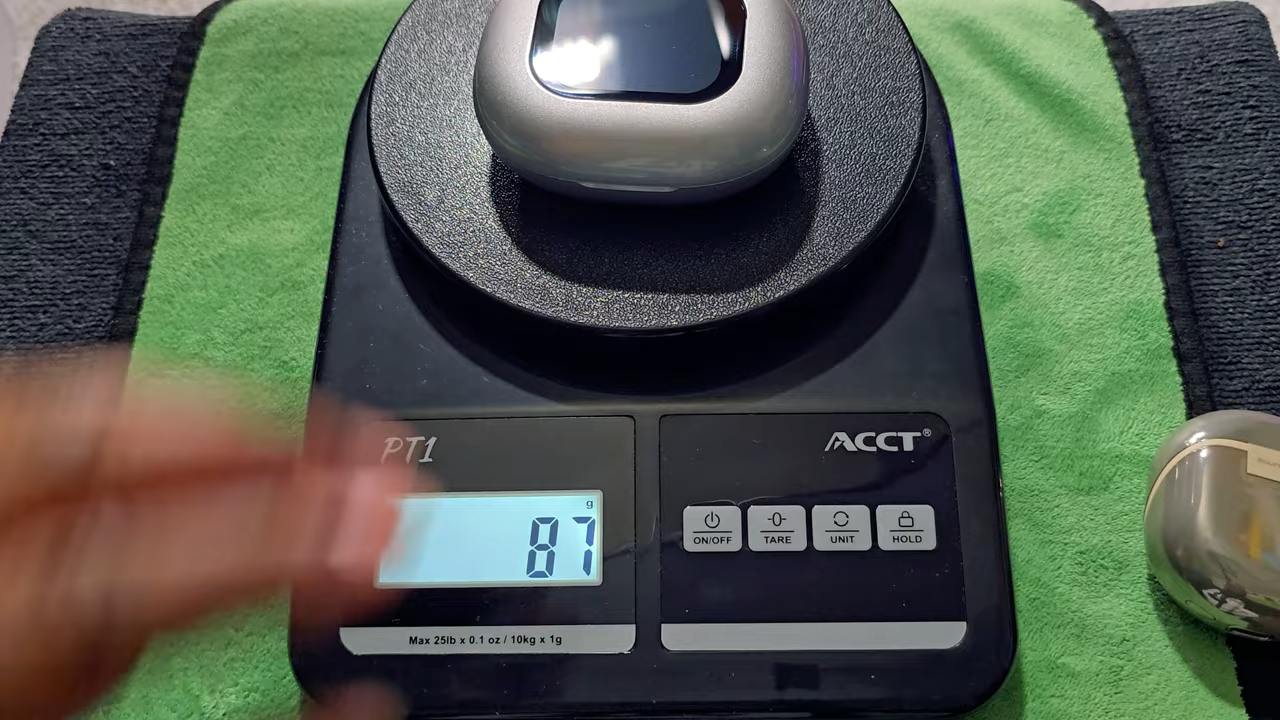 PT1
ACCT®
g
87
-0-
ON/OFF
TARE
UNIT
HOLD
Max 25lb x 0.1 oz / 10kg x 1g